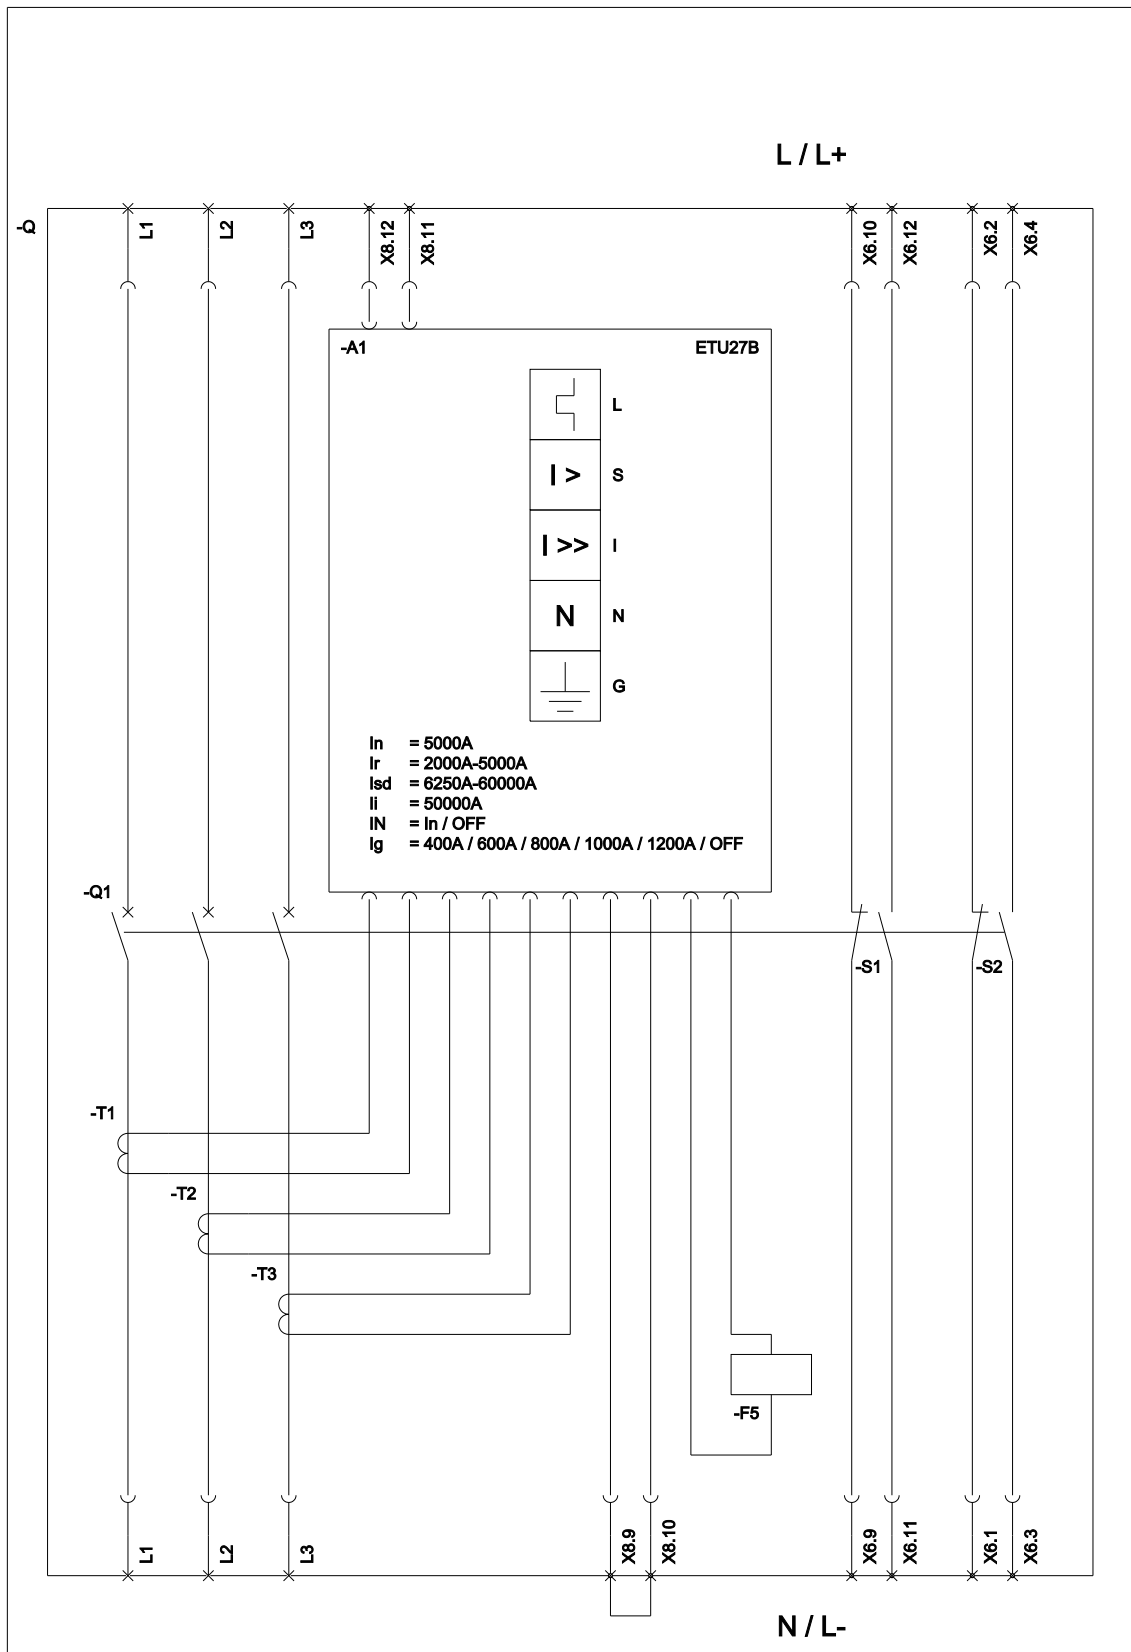 L / L+
-Q
L1
L2
L3
X8.12
X8.11
X6.10
X6.12
X6.2
X6.4
-A1
ETU27B
L
I > S
I >> I
N N
G
In = 5000A
Ir = 2000A-5000A
Isd = 6250A-60000A
Ii = 50000A
IN = In / OFF
Ig = 400A / 600A / 800A / 1000A / 1200A / OFF
-Q1
-S1
-S2
-T1
-T2
-T3
-F5
L1
L2
L3
X8.9
X8.10
X6.9
X6.11
X6.1
X6.3
N / L-